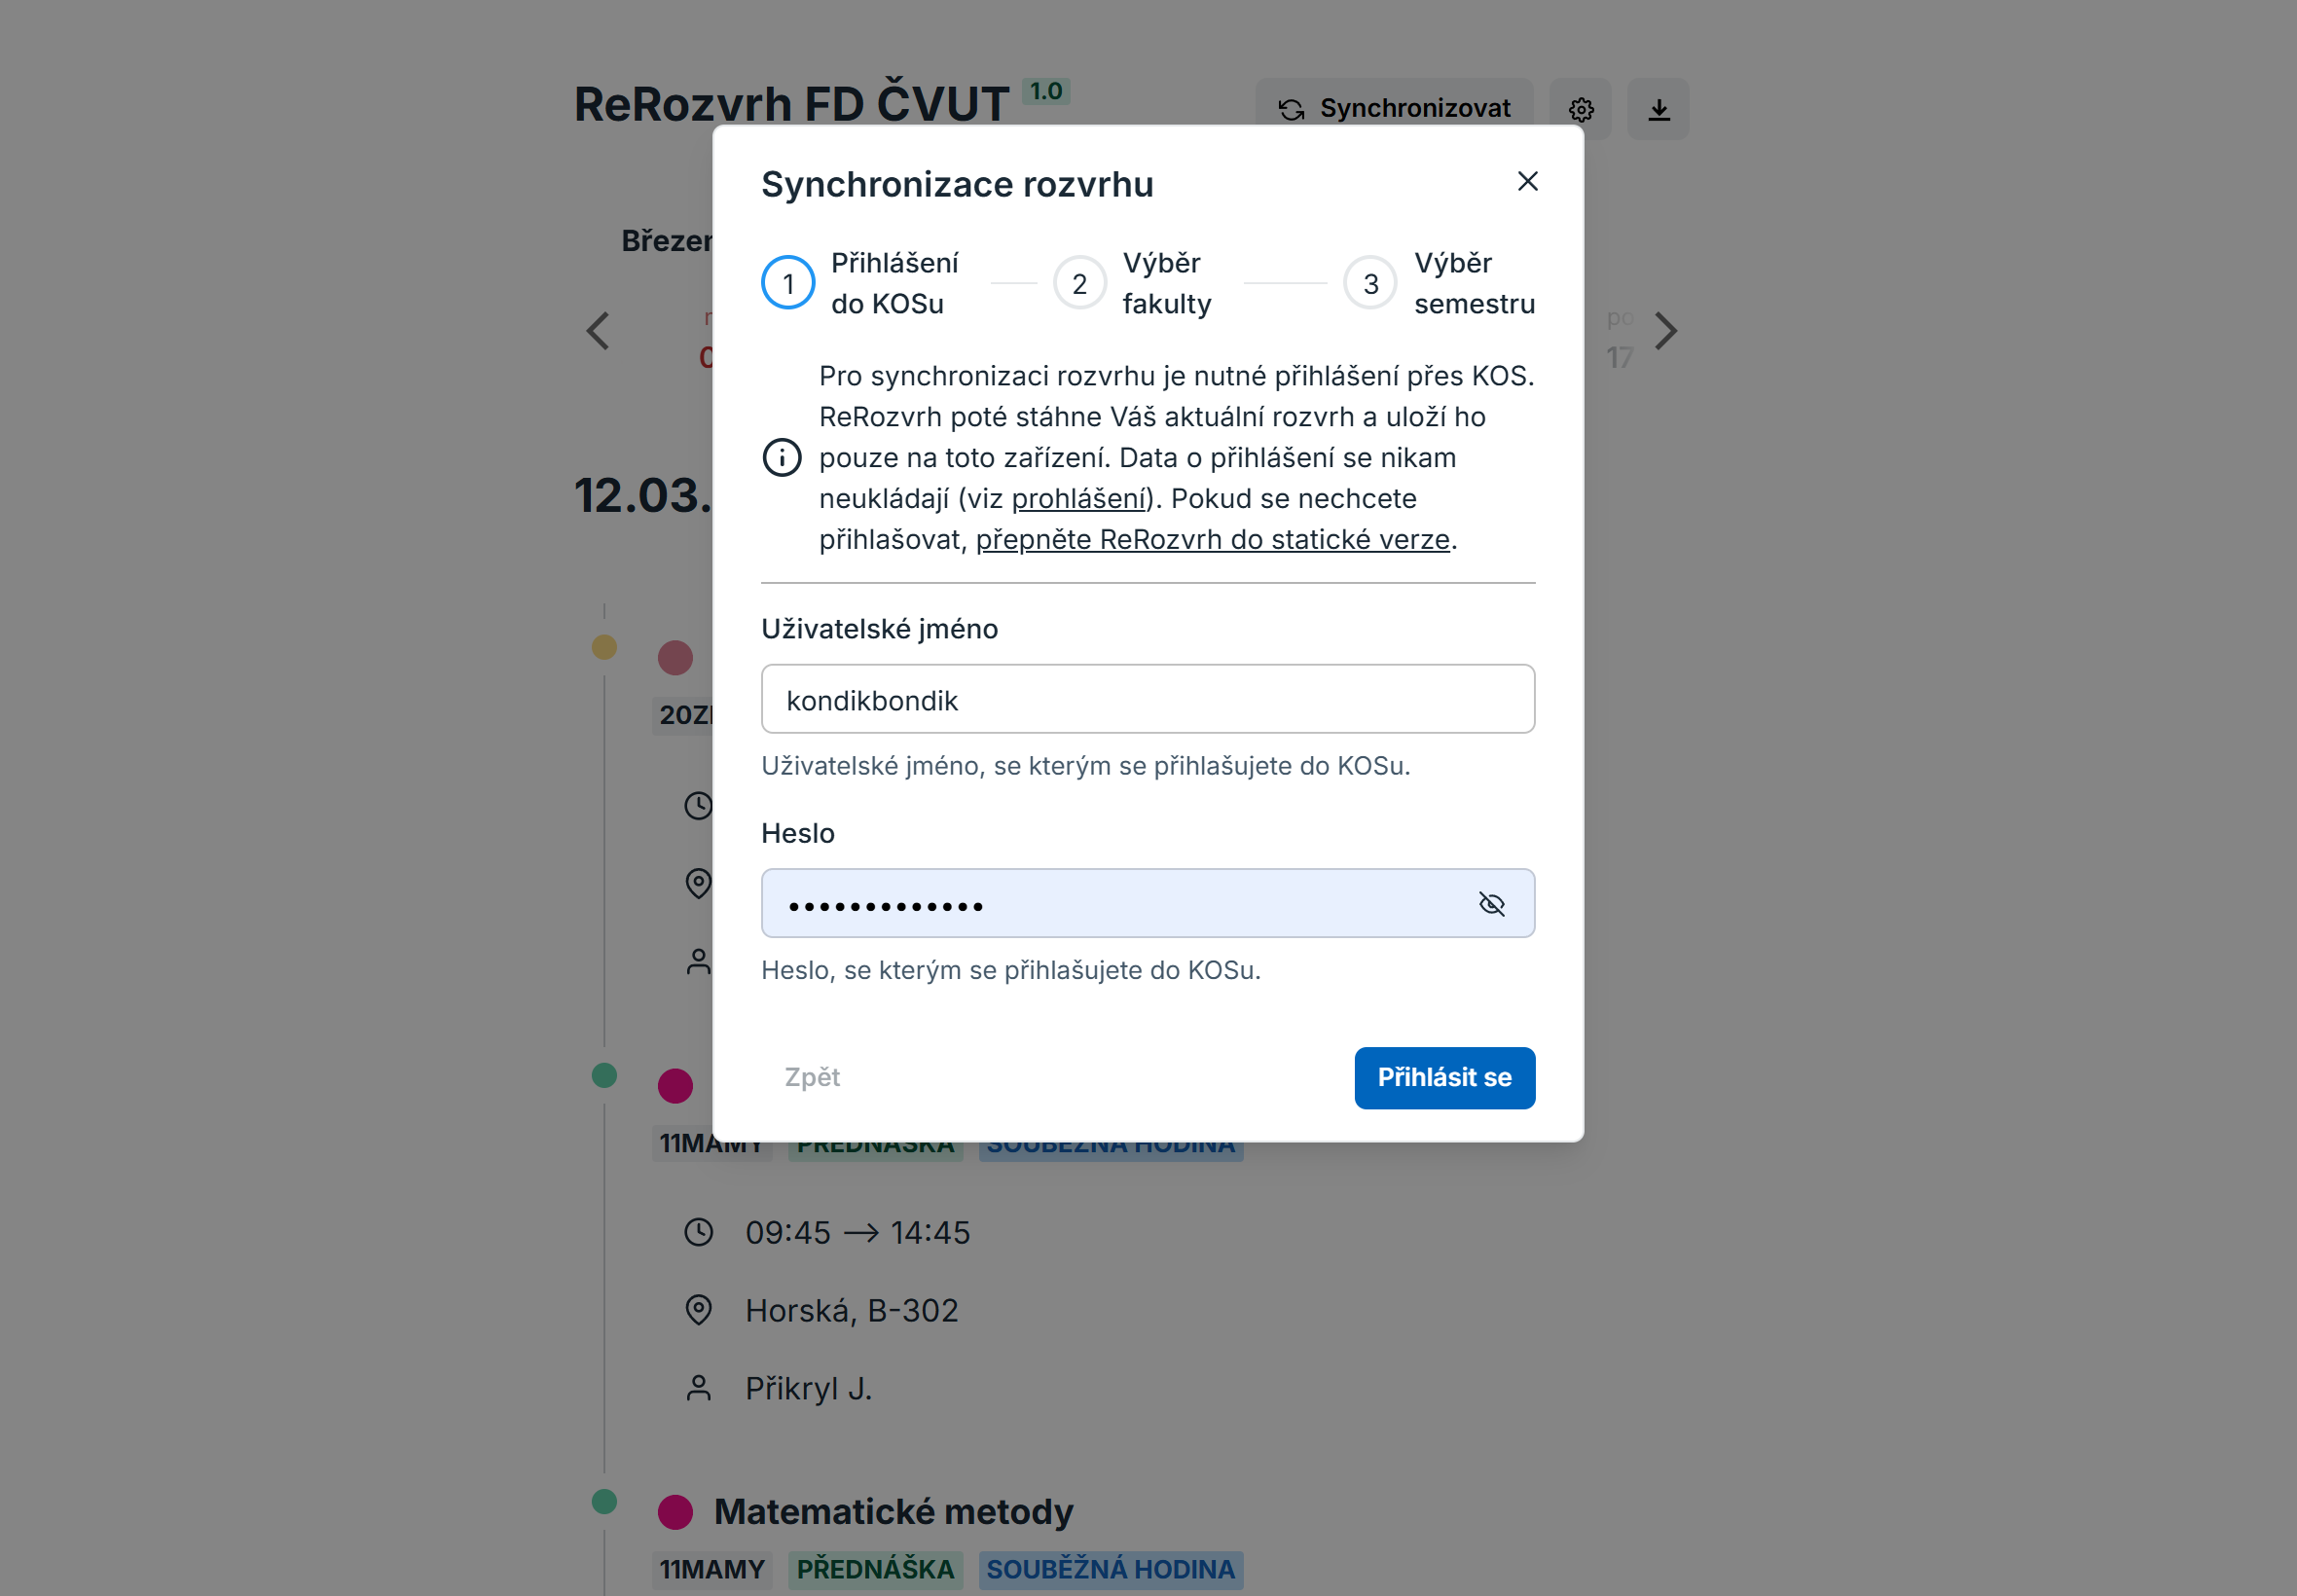 ReRozvrh FD ČVUT 1.0
Synchronizovat
Synchronizace rozvrhu
1 Přihlášení
do KOSu
2 Výběr
fakulty
3 Výběr
semestru
po
17
Pro synchronizaci rozvrhu je nutné přihlášení přes KOS.
ReRozvrh poté stáhne Váš aktuální rozvrh a uloží ho
pouze na toto zařízení. Data o přihlášení se nikam
neukládají (viz prohlášení). Pokud se nechcete
přihlašovat, přepněte ReRozvrh do statické verze.
12.03.
Uživatelské jméno
kondikbondik
Uživatelské jméno, se kterým se přihlašujete do KOSu.
Heslo
•••••••••••••
Heslo, se kterým se přihlašujete do KOSu.
Zpět
Přihlásit se
11MAMY PŘEDNÁŠKA SOUBĚŽNÁ HODINA
09:45 → 14:45
Horská, B-302
Přikryl J.
Matematické metody
11MAMY PŘEDNÁŠKA SOUBĚŽNÁ HODINA